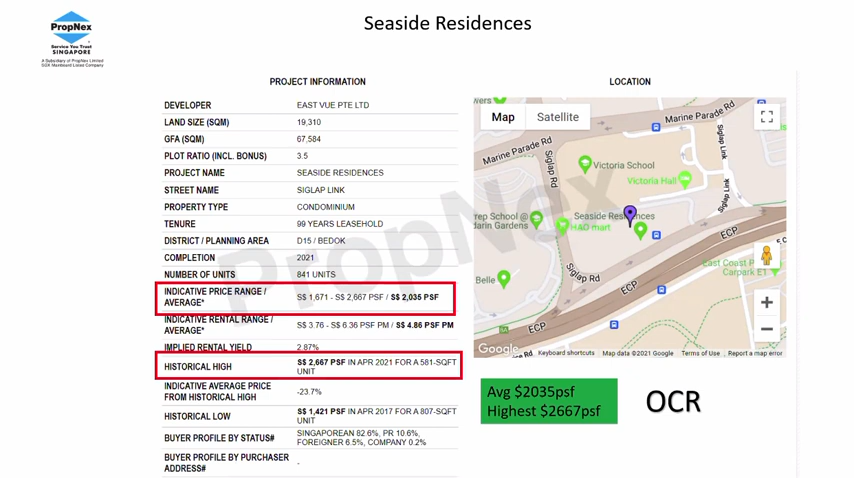 Seaside Residences
PropNex
Service You Trust
SINGAPORE
A Subsidiary of PropNex Limited
SGX Mainboard Listed Company
PROJECT INFORMATION
DEVELOPER EAST VUE PTE LTD
LAND SIZE (SQM) 19,310
GFA (SQM) 67,584
PLOT RATIO (INCL. BONUS) 3.5
PROJECT NAME SEASIDE RESIDENCES
STREET NAME SIGLAP LINK
PROPERTY TYPE CONDOMINIUM
TENURE 99 YEARS LEASEHOLD
DISTRICT / PLANNING AREA D15 / BEDOK
COMPLETION 2021
NUMBER OF UNITS 841 UNITS
INDICATIVE PRICE RANGE /
AVERAGE* S$ 1,671 - S$ 2,667 PSF / S$ 2,035 PSF
INDICATIVE RENTAL RANGE /
AVERAGE* S$ 3.76 - S$ 6.36 PSF PM / S$ 4.86 PSF PM
IMPLIED RENTAL YIELD 2.87%
HISTORICAL HIGH S$ 2,667 PSF IN APR 2021 FOR A 581-SQFT
UNIT
INDICATIVE AVERAGE PRICE
FROM HISTORICAL HIGH -23.7%
HISTORICAL LOW S$ 1,421 PSF IN APR 2017 FOR A 807-SQFT
UNIT
BUYER PROFILE BY STATUS# SINGAPOREAN 82.6%, PR 10.6%,
FOREIGNER 6.5%, COMPANY 0.2%
BUYER PROFILE BY PURCHASER
ADDRESS# -
LOCATION
wers
Map Satellite
Marine Parade Rd
Marine Parade Rd
Siglap Rd
Siglap Link
Siglap Link
Victoria School
Victoria Hall
rep School @
darin Gardens
Seaside Residences
HAO mart
ECP
Belle
Siglap Rd
East Coast P
Carpark E1
ECP
ECP
Google
Keyboard shortcuts Map data ©2021 Google Terms of Use Report a map error
Avg $2035psf
Highest $2667psf
OCR
PropNex